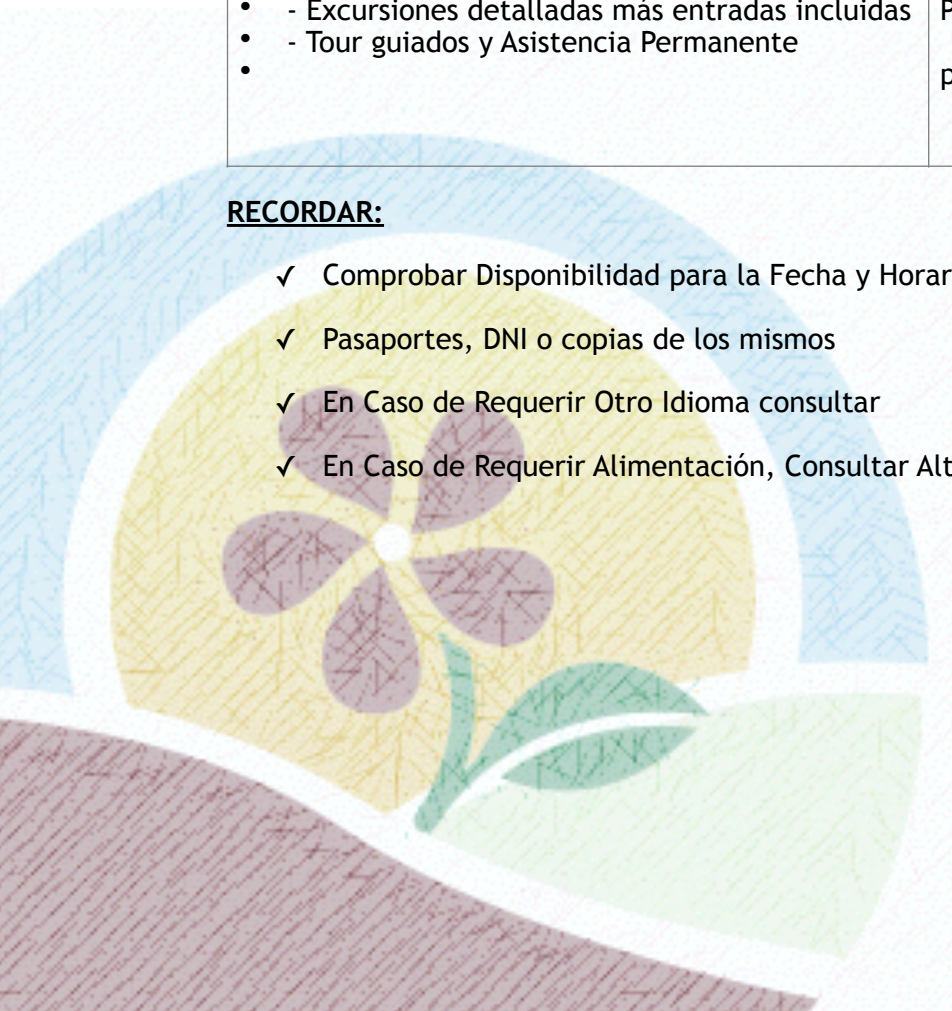 - Excursiones detalladas más entradas incluidas
- Tour guiados y Asistencia Permanente
RECORDAR:
✓ Comprobar Disponibilidad para la Fecha y Horar
✓ Pasaportes, DNI o copias de los mismos
✓ En Caso de Requerir Otro Idioma consultar
✓ En Caso de Requerir Alimentación, Consultar Alt